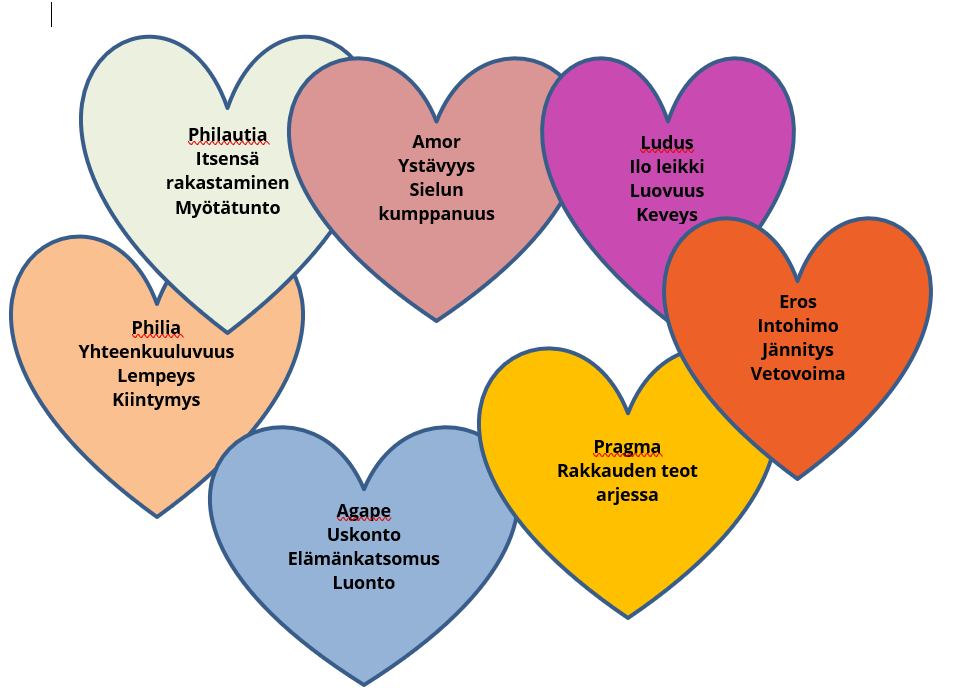 Philautia
Itsensä
rakastaminen
Myötätunto
Amor
Ystävyys
Sielun
kumppanuus
Ludus
Ilo leikki
Luovuus
Keveys
Eros
Intohimo
Jännitys
Vetovoima
Philia
Yhteenkuuluvuus
Lempeys
Kiintymys
Pragma
Rakkauden teot
arjessa
Agape
Uskonto
Elämänkatsomus
Luonto